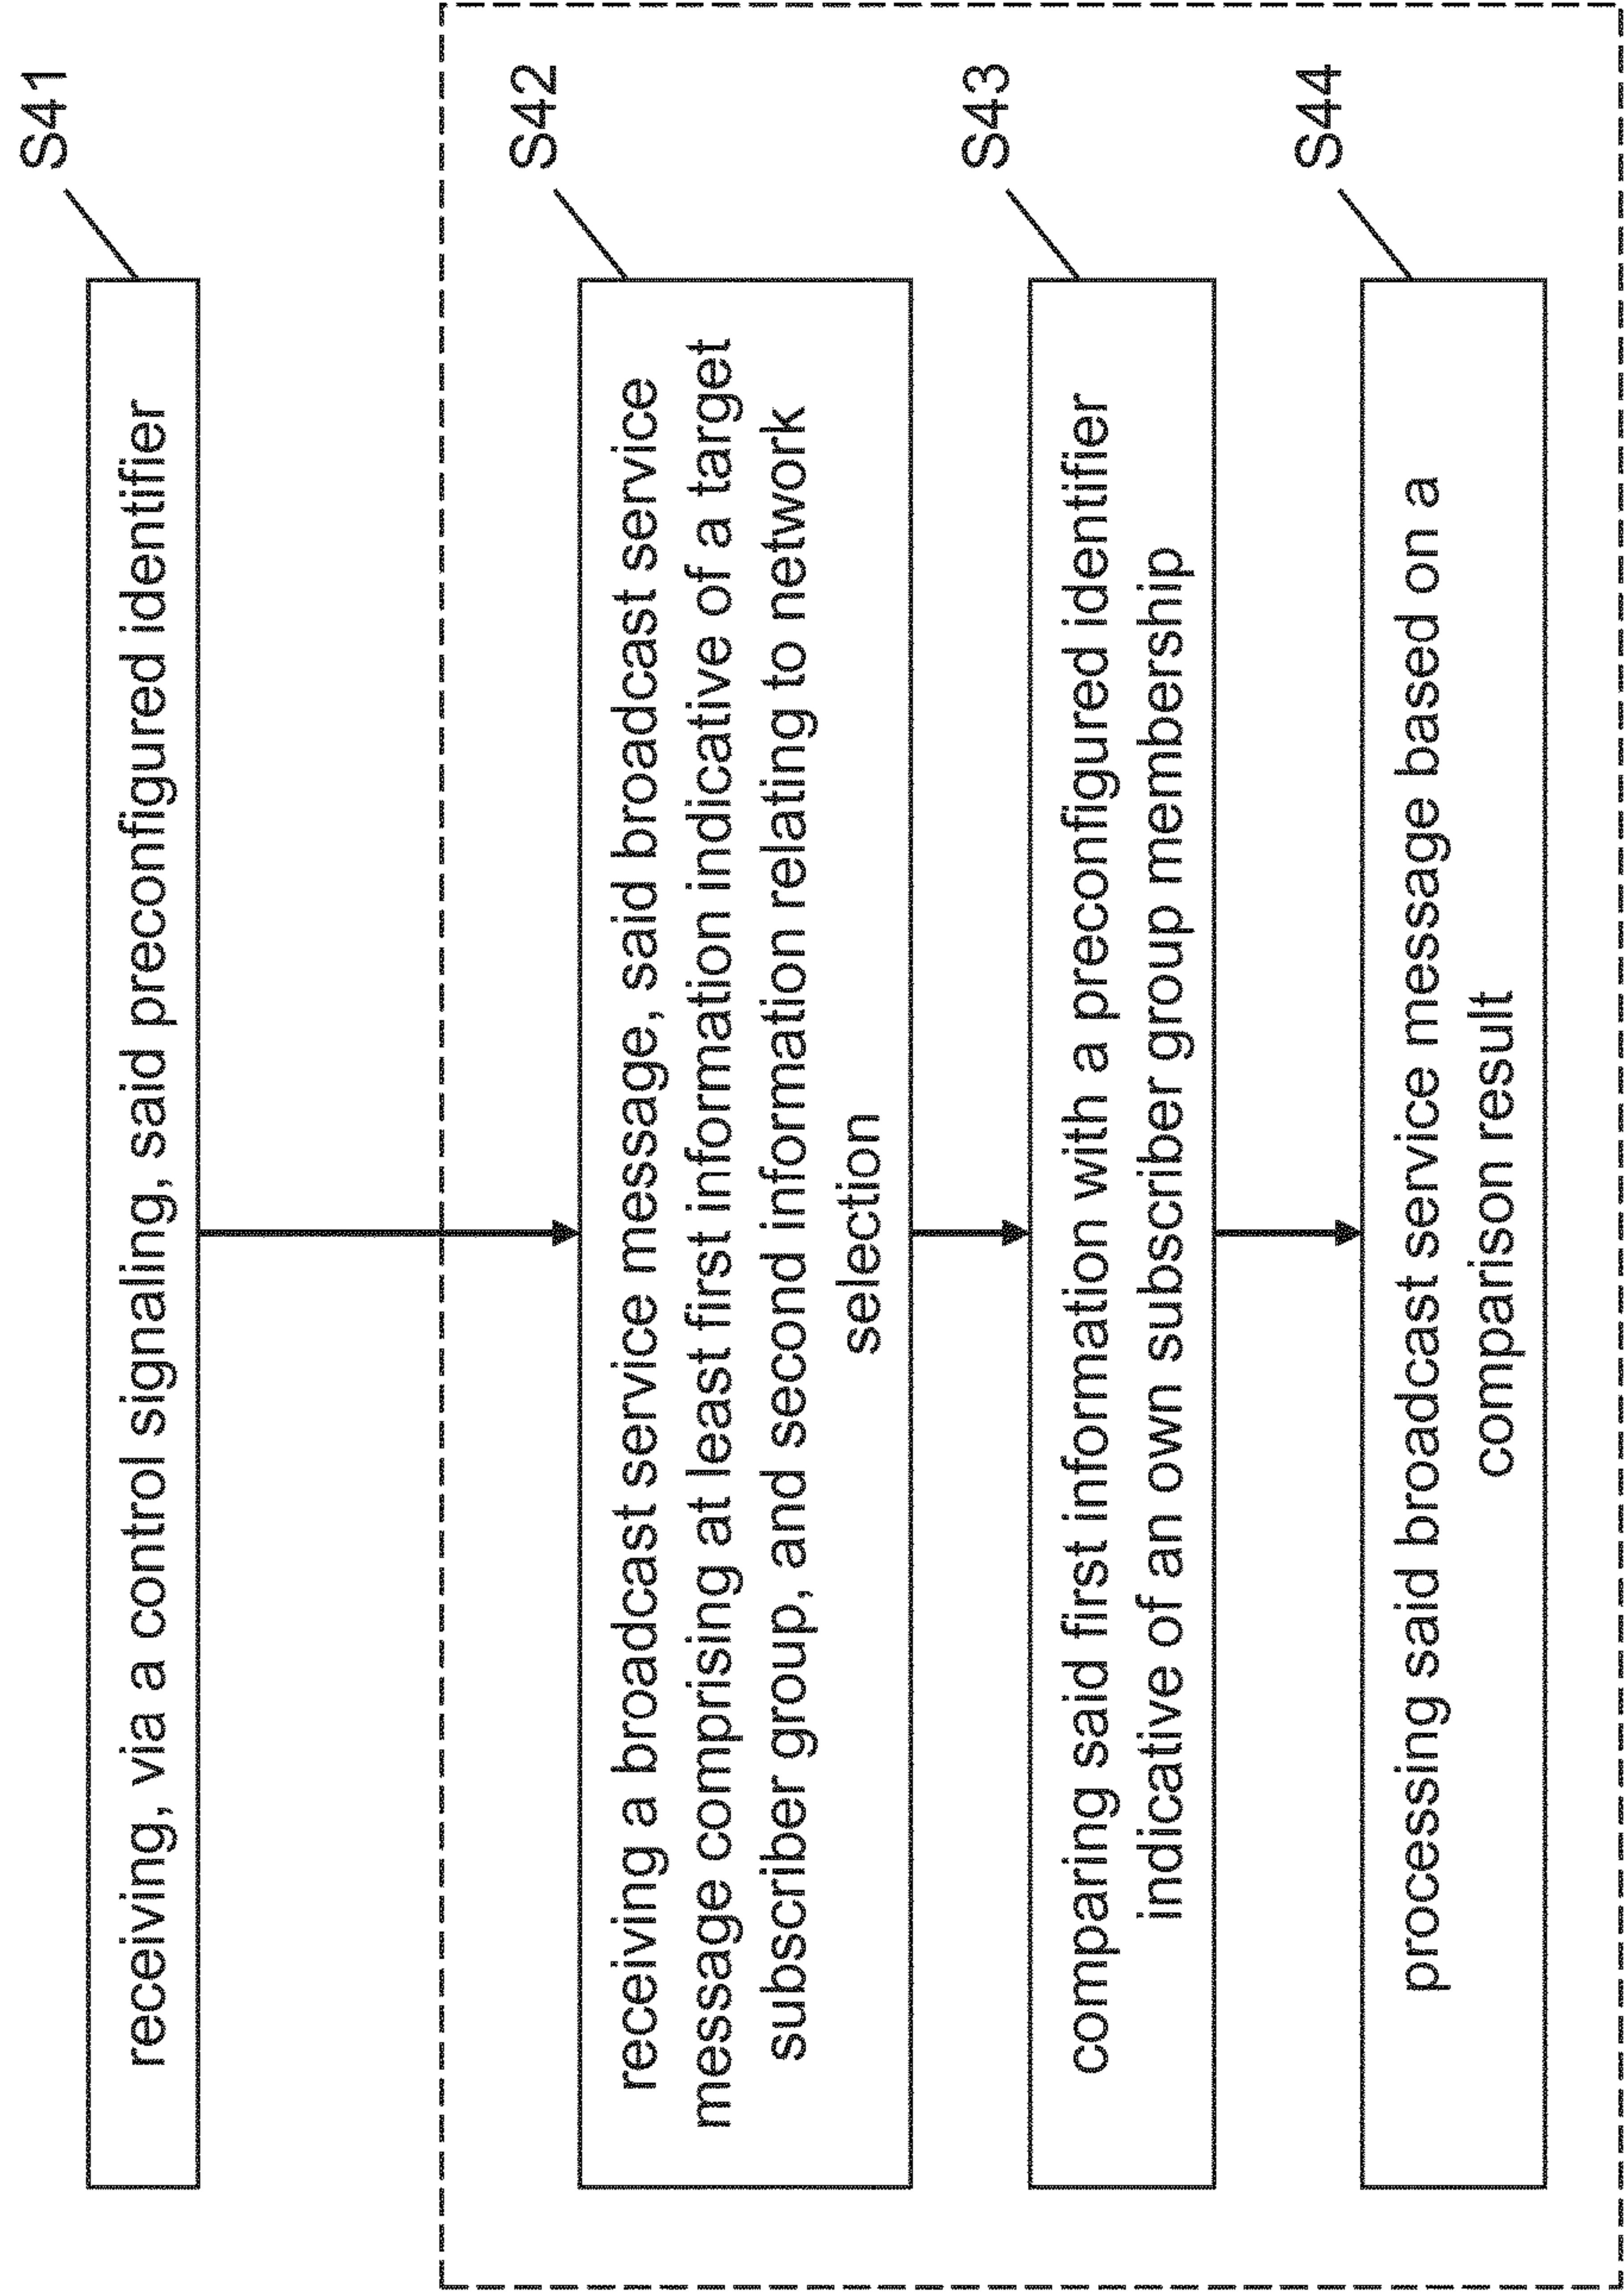 S41
receiving, via a control signaling, said preconfigured identifier
S42
receiving a broadcast service message, said broadcast service
message comprising at least first information indicative of a target
subscriber group, and second information relating to network
selection
S43
comparing said first information with a preconfigured identifier
indicative of an own subscriber group membership
S44
processing said broadcast service message based on a
comparison result